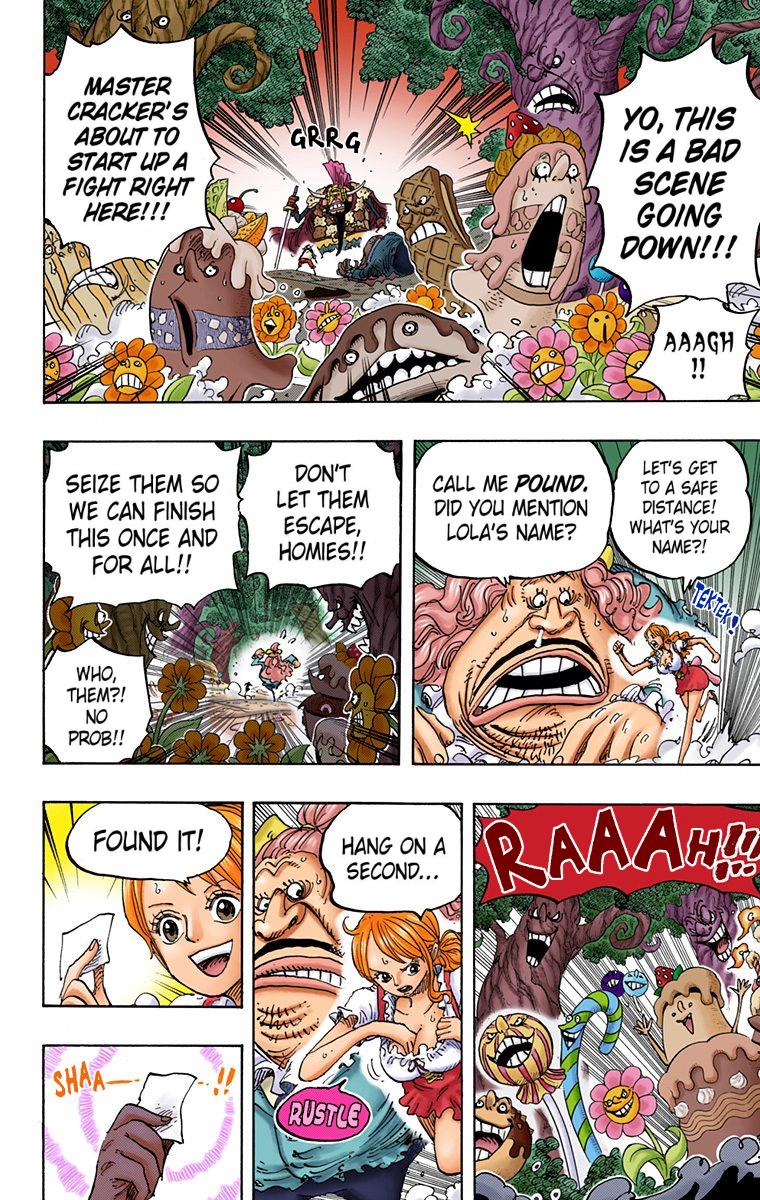 YO, THIS
IS A BAD
SCENE
GOING
DOWN!!!
AAAGH
!!
GRRG
MASTER
CRACKER'S
ABOUT TO
START UP A
FIGHT RIGHT
HERE!!!
LET'S GET
TO A SAFE
DISTANCE!
WHAT'S YOUR
NAME?!
TEKTEK!
CALL ME POUND.
DID YOU MENTION
LOLA'S NAME?
DON'T
LET THEM
ESCAPE,
HOMIES!!
SEIZE THEM SO
WE CAN FINISH
THIS ONCE AND
FOR ALL!!
WHO,
THEM?!
NO
PROB!!
RAAAH!!!
HANG ON A
SECOND...
RUSTLE
FOUND IT!
SHAA—!!